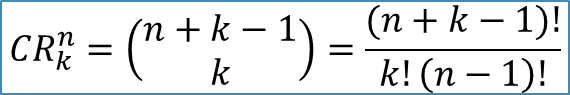 CR_k^n = \binom{n + k - 1}{k} = \frac{(n + k - 1)!}{k! (n - 1)!}